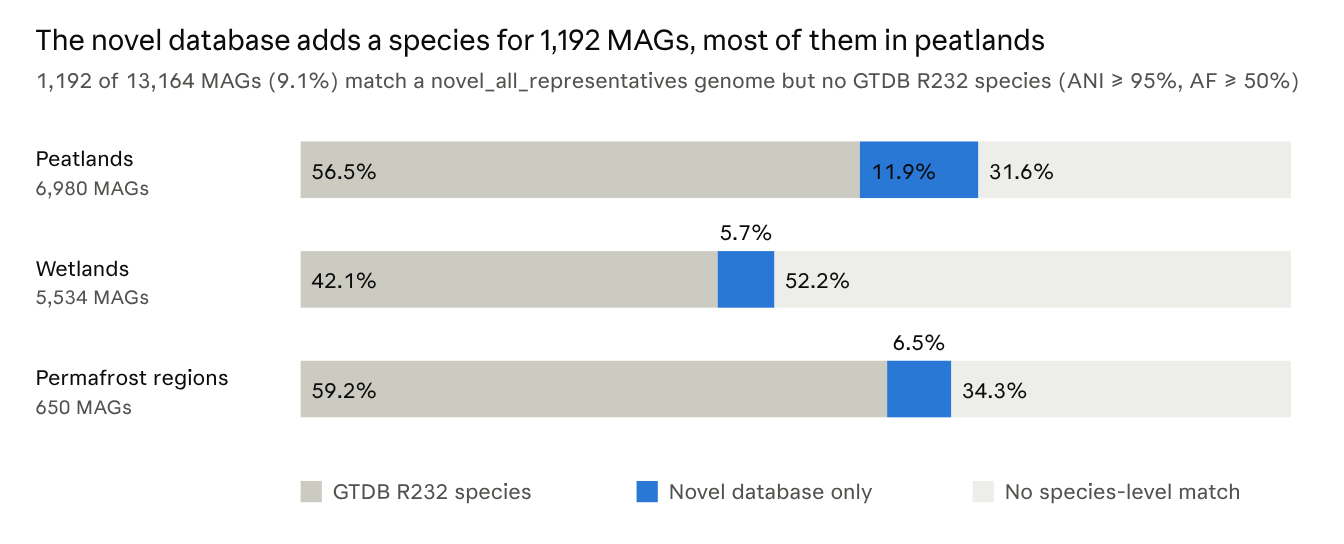 The novel database adds a species for 1,192 MAGs, most of them in peatlands
1,192 of 13,164 MAGs (9.1%) match a novel_all_representatives genome but no GTDB R232 species (ANI ≥ 95%, AF ≥ 50%)
Peatlands
6,980 MAGs
56.5%
11.9%
31.6%
5.7%
Wetlands
5,534 MAGs
42.1%
52.2%
6.5%
Permafrost regions
650 MAGs
59.2%
34.3%
GTDB R232 species
Novel database only
No species-level match